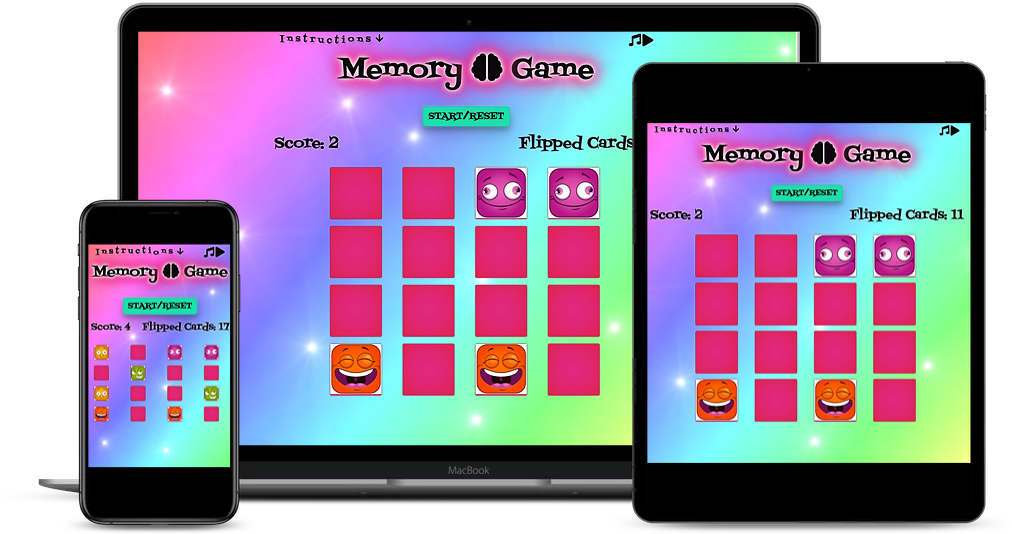 Instructions ↓
Memory Game
START/RESET
Score: 2
Flipped Cards
MacBook
Instructions ↓
Memory Game
START/RESET
Score: 4 Flipped Cards: 17
Instructions ↓
Memory Game
START/RESET
Score: 2 Flipped Cards: 11